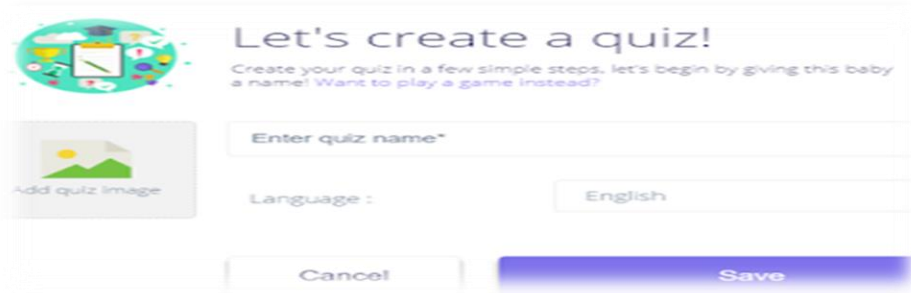 Let's create a quiz!
Create your quiz in a few simple steps, let's begin by giving this baby
a name! Want to play a game instead?
Enter quiz name*
Add quiz image
Language :
English
Cancel
Save